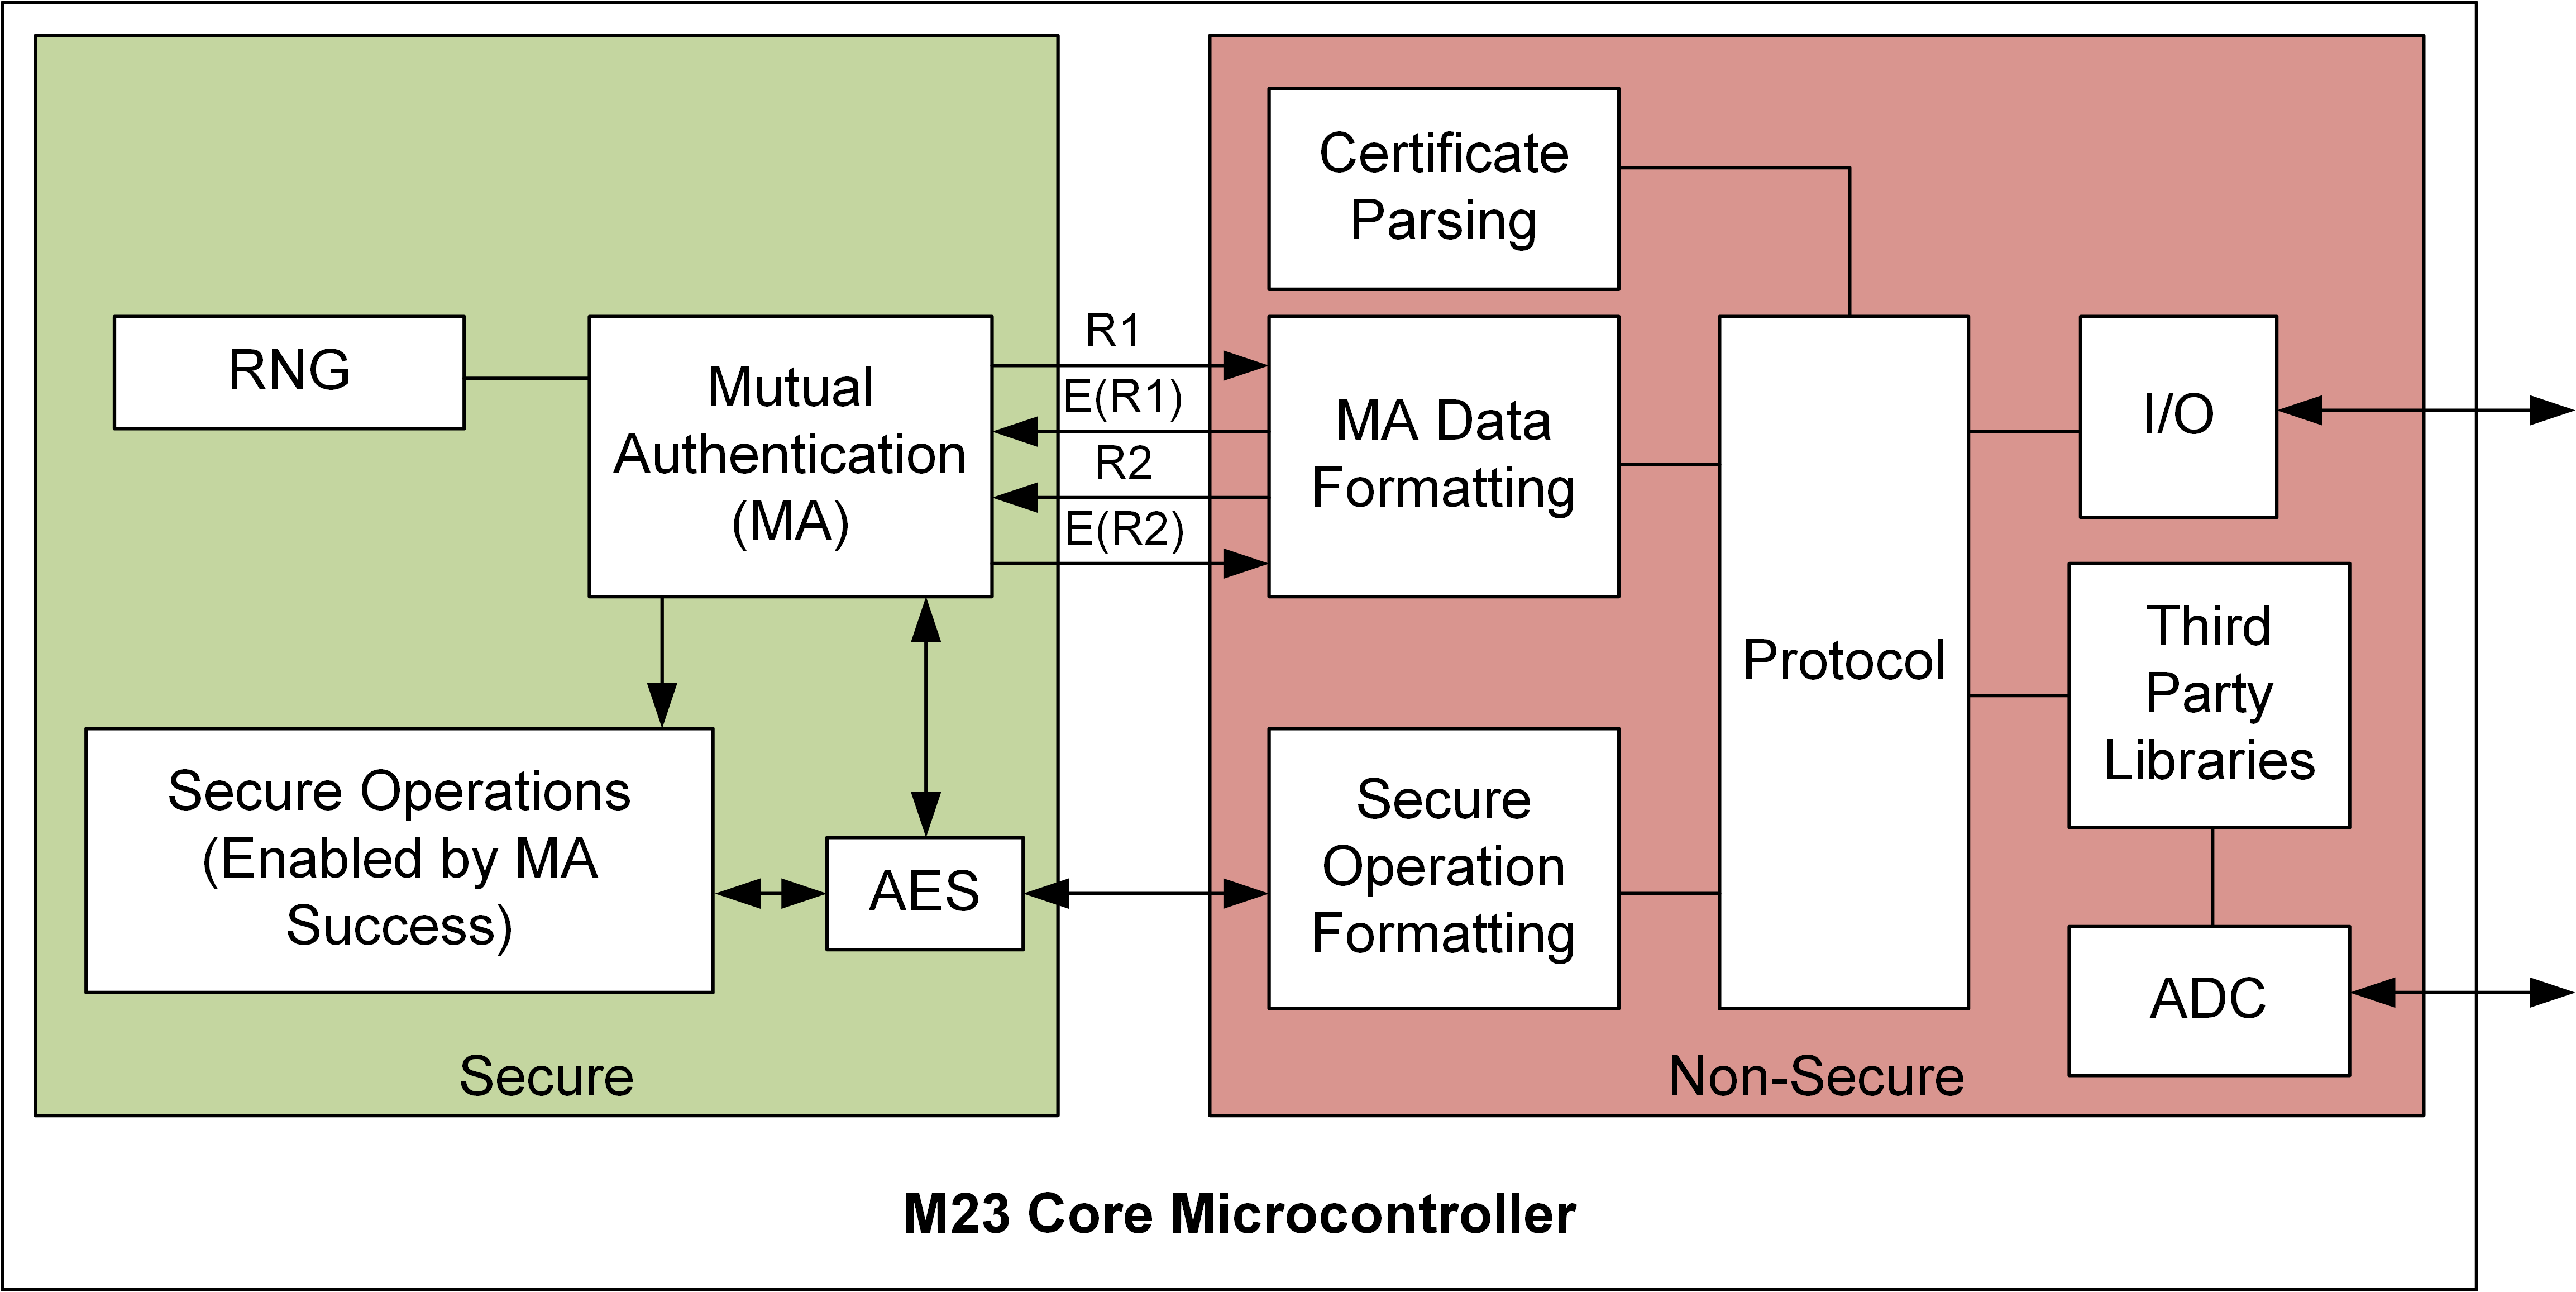 Certificate
Parsing
RNG
Mutual
Authentication
(MA)
R1
E(R1)
R2
E(R2)
MA Data
Formatting
Protocol
I/O
Third
Party
Libraries
Secure Operations
(Enabled by MA
Success)
AES
Secure
Operation
Formatting
ADC
Secure
Non-Secure
M23 Core Microcontroller